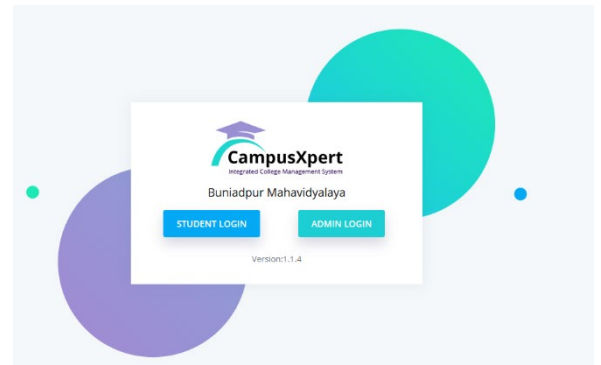 CampusXpert
Integrated College Management System
Buniadpur Mahavidyalaya
STUDENT LOGIN ADMIN LOGIN
Version:1.1.4